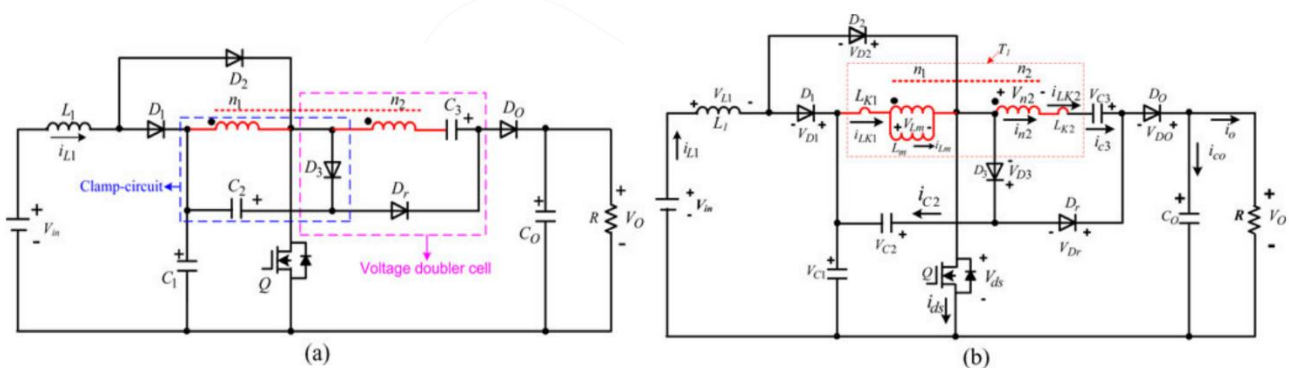 D2
n1
n2
C3
DO
L1
D1
iL1
D3
Clamp-circuit
C2
Dr
Vin
+
-
CO
R
VO
C1
Q
Voltage doubler cell
(a)
D2
- VD2 +
T1
n1
n2
VL1
L1
D1
- VD1 +
LK1
iLK1
+ VLm -
Lm
iLm
+ Vn2 -
iLK2
in2
LK2
VC3
ic3
DO
- VDO +
io
iL1
D3
VD3
iC2
VC2
Dr
- VDr +
ico
CO
R
VO
Vin
VC1
Q
Vds
ids
(b)